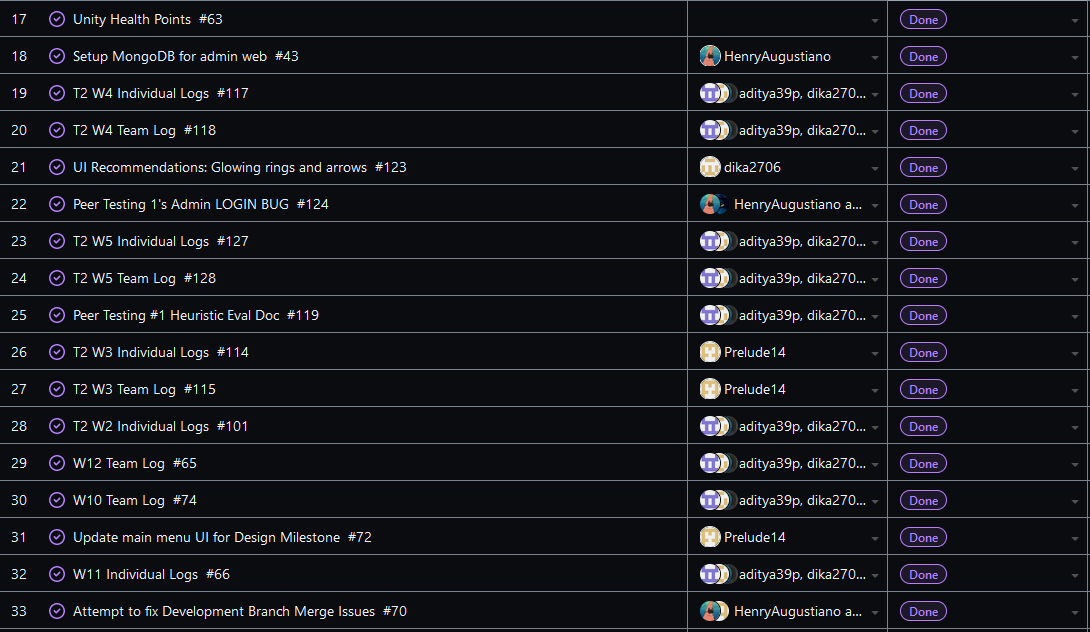 17 Unity Health Points #63 Done
18 Setup MongoDB for admin web #43 HenryAugustiano Done
19 T2 W4 Individual Logs #117 aditya39p, dika270... Done
20 T2 W4 Team Log #118 aditya39p, dika270... Done
21 UI Recommendations: Glowing rings and arrows #123 dika2706 Done
22 Peer Testing 1's Admin LOGIN BUG #124 HenryAugustiano a... Done
23 T2 W5 Individual Logs #127 aditya39p, dika270... Done
24 T2 W5 Team Log #128 aditya39p, dika270... Done
25 Peer Testing #1 Heuristic Eval Doc #119 aditya39p, dika270... Done
26 T2 W3 Individual Logs #114 Prelude14 Done
27 T2 W3 Team Log #115 Prelude14 Done
28 T2 W2 Individual Logs #101 aditya39p, dika270... Done
29 W12 Team Log #65 aditya39p, dika270... Done
30 W10 Team Log #74 aditya39p, dika270... Done
31 Update main menu UI for Design Milestone #72 Prelude14 Done
32 W11 Individual Logs #66 aditya39p, dika270... Done
33 Attempt to fix Development Branch Merge Issues #70 HenryAugustiano a... Done